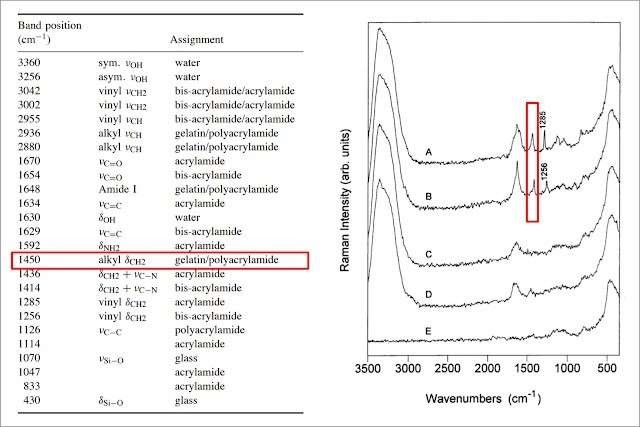 Band position
(cm−1) Assignment
3360 sym. νOH water
3256 asym. νOH water
3042 vinyl νCH2 bis-acrylamide/acrylamide
3002 vinyl νCH2 bis-acrylamide/acrylamide
2955 vinyl νCH bis-acrylamide/acrylamide
2936 alkyl νCH gelatin/polyacrylamide
2880 alkyl νCH gelatin/polyacrylamide
1670 νC=O acrylamide
1654 νC=O bis-acrylamide
1648 Amide I gelatin/polyacrylamide
1634 νC=C acrylamide
1630 δOH water
1629 νC=C bis-acrylamide
1592 δNH2 acrylamide
1450 alkyl δCH2 gelatin/polyacrylamide
1436 δCH2 + νC−N acrylamide
1414 δCH2 + νC−N bis-acrylamide
1285 vinyl δCH2 acrylamide
1256 vinyl δCH2 bis-acrylamide
1126 νC−C polyacrylamide
1114 acrylamide
1070 νSi−O glass
1047 acrylamide
833 acrylamide
430 δSi−O glass
Raman Intensity (arb. units)
1285
A
1256
B
C
D
E
3500 3000 2500 2000 1500 1000 500
Wavenumbers (cm-1)